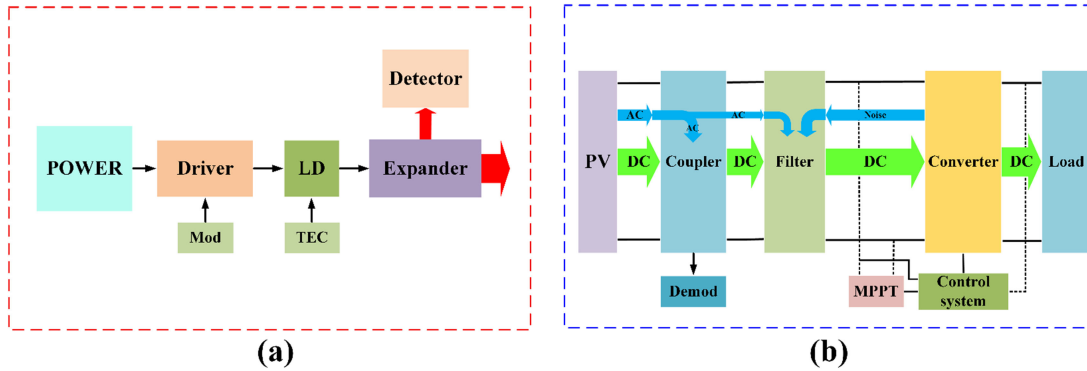 Detector
POWER
Driver
LD
Expander
Mod
TEC
(a)
AC
AC
AC
Noise
PV
DC
Coupler
DC
Filter
DC
Converter
DC
Load
Demod
MPPT
Control
system
(b)